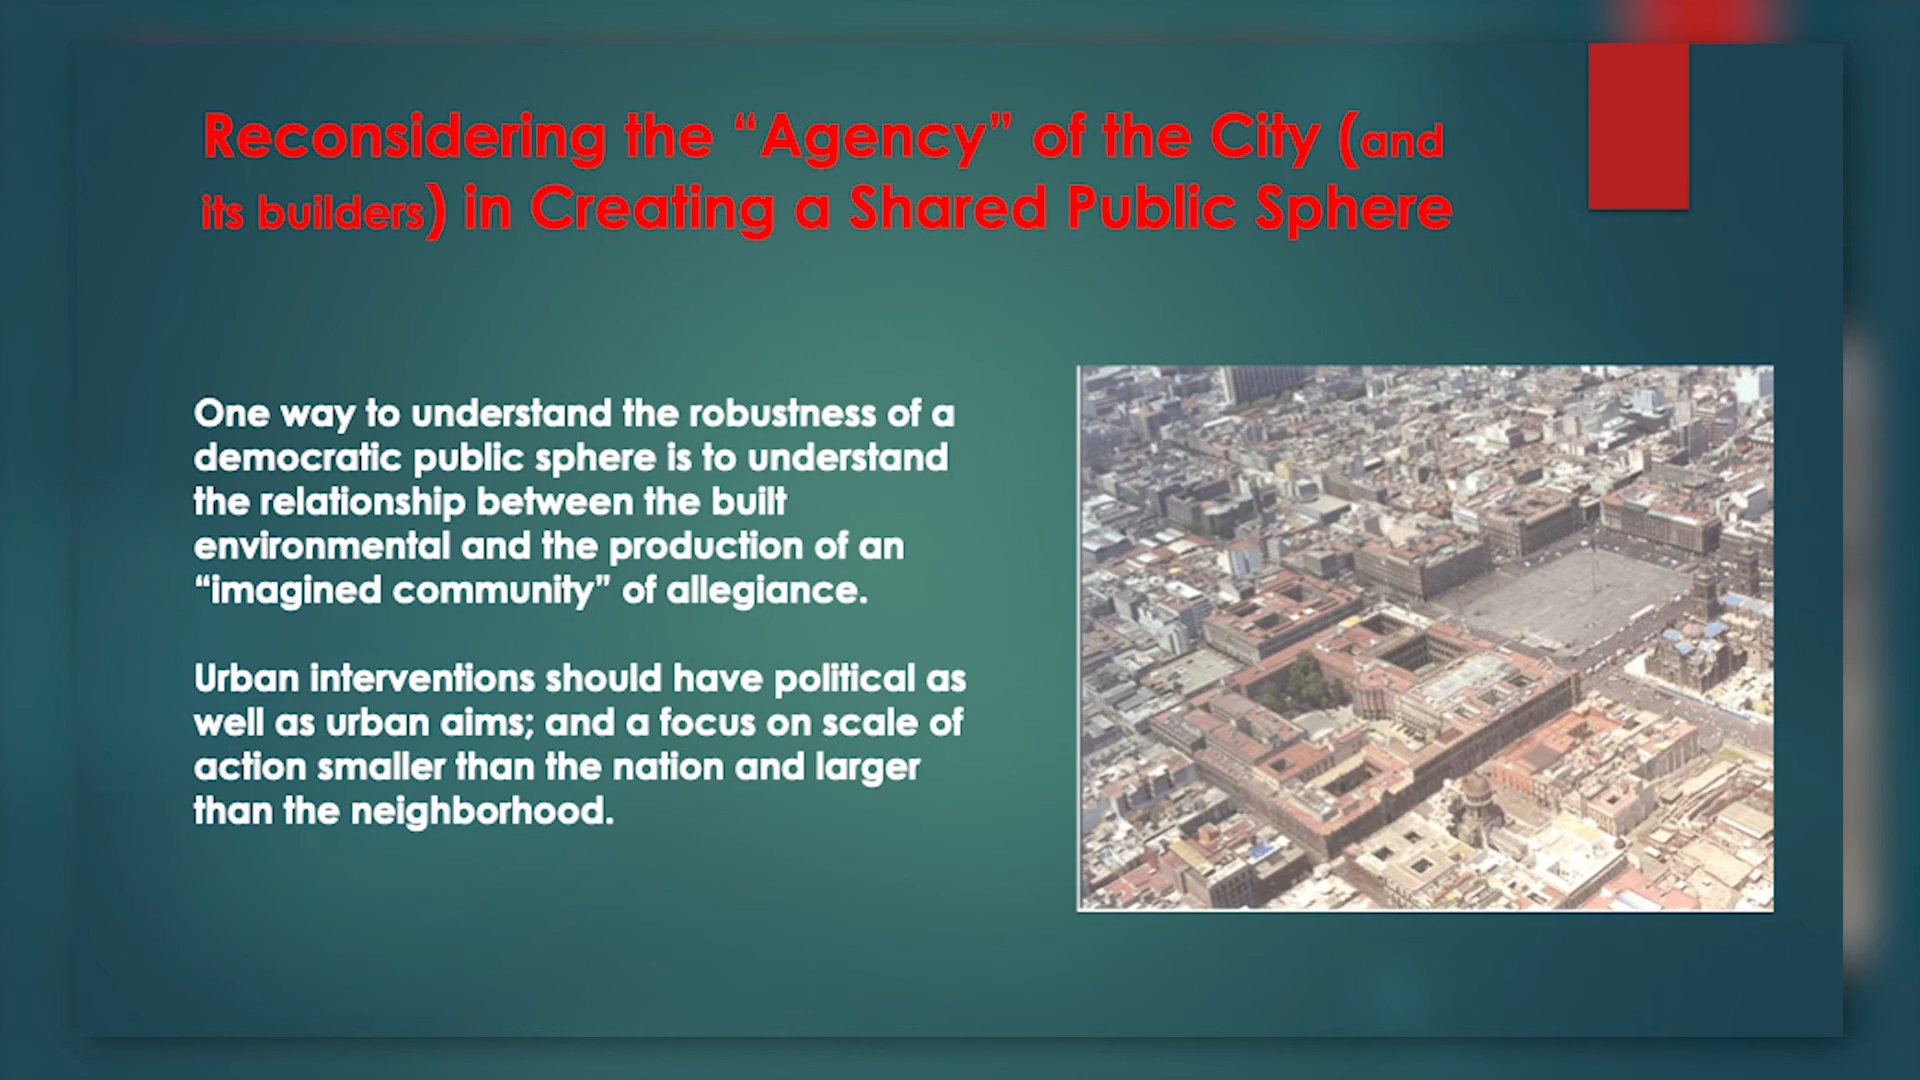 Reconsidering the “Agency” of the City (and
its builders) in Creating a Shared Public Sphere
One way to understand the robustness of a
democratic public sphere is to understand
the relationship between the built
environmental and the production of an
“imagined community” of allegiance.
Urban interventions should have political as
well as urban aims; and a focus on scale of
action smaller than the nation and larger
than the neighborhood.